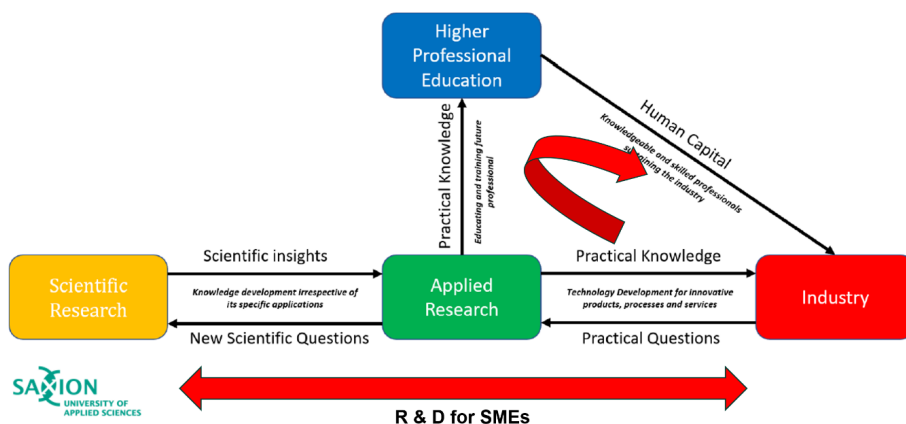 Higher
Professional
Education
Human Capital
Knowledgeable and skilled professionals
sustaining the industry
Practical Knowledge
Educating and training future
professional
Scientific
Research
Scientific insights
Knowledge development Irrespective of
its specific applications
New Scientific Questions
Applied
Research
Practical Knowledge
Technology Development for innovative
products, processes and services
Practical Questions
Industry
SAXION
UNIVERSITY OF
APPLIED SCIENCES
R & D for SMEs